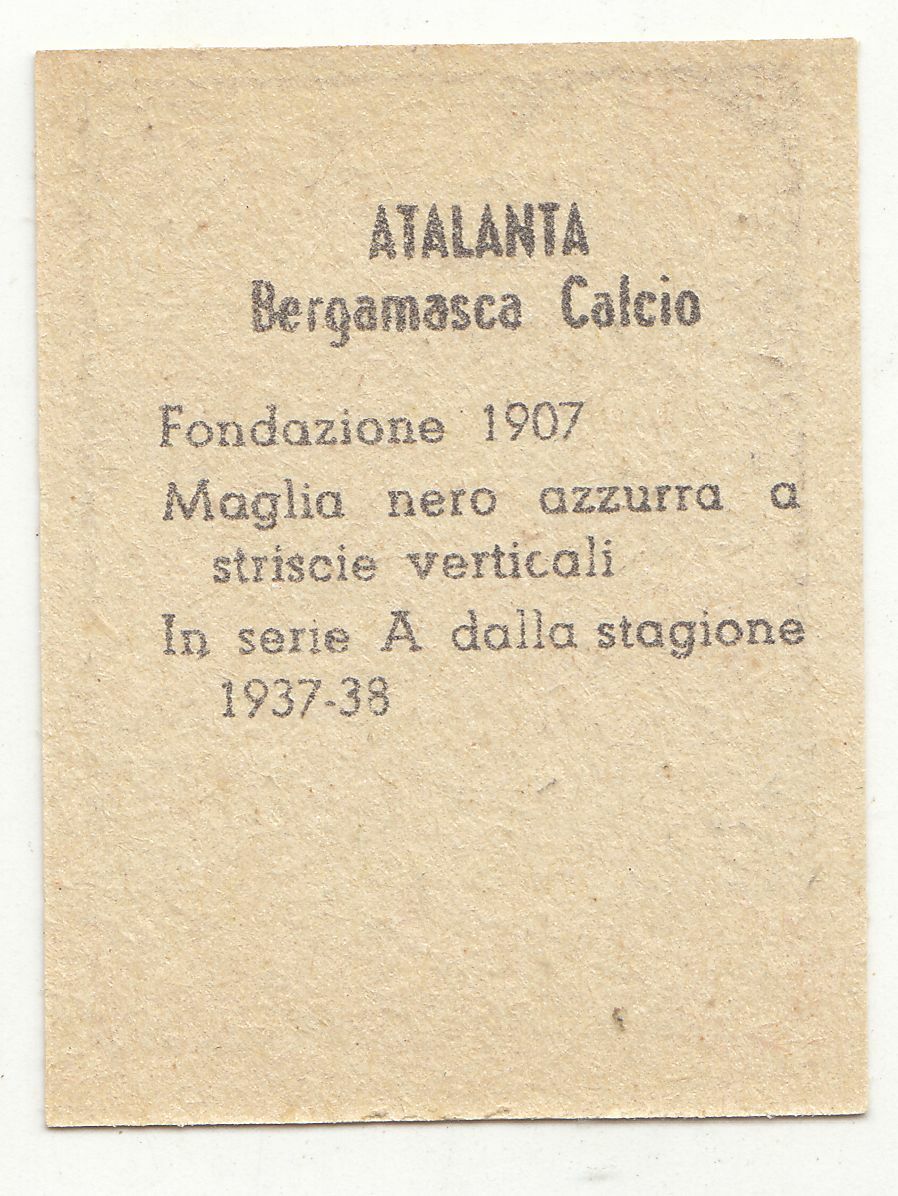 ATALANTA
Bergamasca Calcio
Fondazione 1907
Maglia nero azzurra a
striscie verticali
In serie A dalla stagione
1937-38